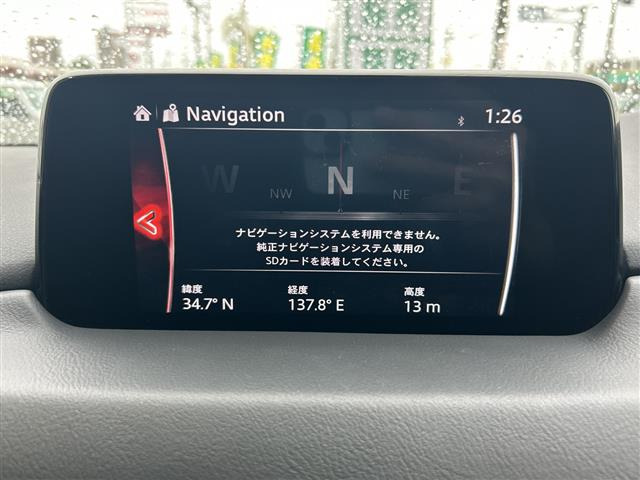 Navigation
1:26
W
NW
N
NE
E
ナビゲーションシステムを利用できません。
純正ナビゲーションシステム専用の
SDカードを装着してください。
緯度 経度 高度
34.7° N 137.8° E 13 m